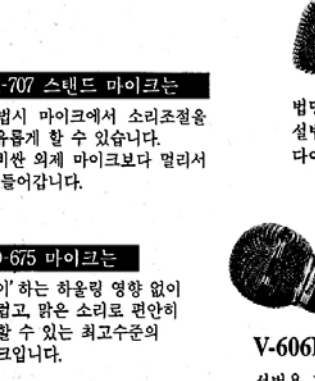 -707 스탠드 마이크는
법시 마이크에서 소리조절을
유롭게 할 수 있습니다.
비싼 외제 마이크보다 멀리서
들어갑니다.
-675 마이크는
이' 하는 하울링 영향 없이
럽고, 맑은 소리로 편안히
할 수 있는 최고수준의
크입니다.
법당
설법
다이
V-606